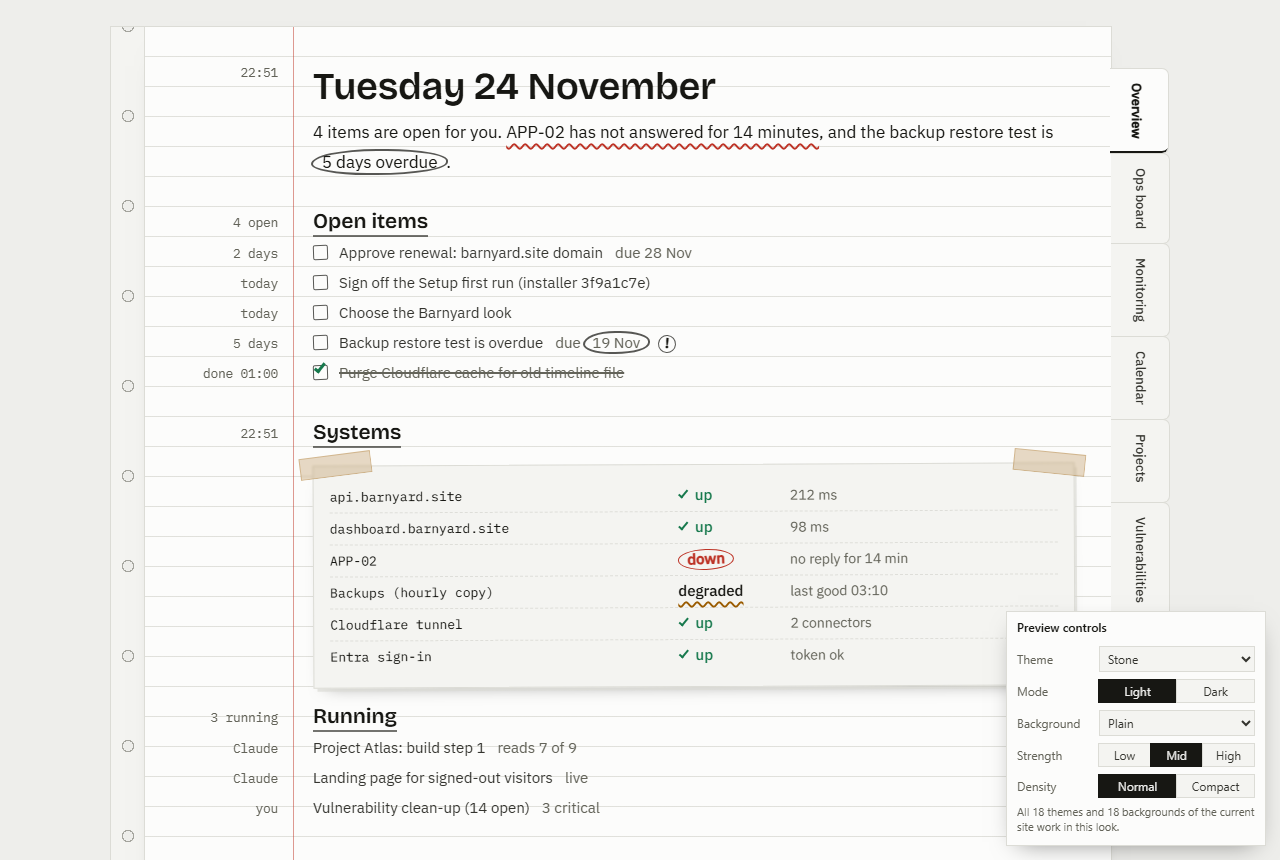 22:51
Tuesday 24 November
4 items are open for you. APP-02 has not answered for 14 minutes, and the backup restore test is
5 days overdue.
4 open Open items
2 days Approve renewal: barnyard.site domain due 28 Nov
today Sign off the Setup first run (installer 3f9a1c7e)
today Choose the Barnyard look
5 days Backup restore test is overdue due 19 Nov !
done 01:00 Purge Cloudflare cache for old timeline file
22:51 Systems
api.barnyard.site up 212 ms
dashboard.barnyard.site up 98 ms
APP-02 down no reply for 14 min
Backups (hourly copy) degraded last good 03:10
Cloudflare tunnel up 2 connectors
Entra sign-in up token ok
3 running Running
Claude Project Atlas: build step 1 reads 7 of 9
Claude Landing page for signed-out visitors live
you Vulnerability clean-up (14 open) 3 critical
Overview
Ops board
Monitoring
Calendar
Projects
Vulnerabilities
Preview controls
Theme Stone
Mode Light Dark
Background Plain
Strength Low Mid High
Density Normal Compact
All 18 themes and 18 backgrounds of the current
site work in this look.